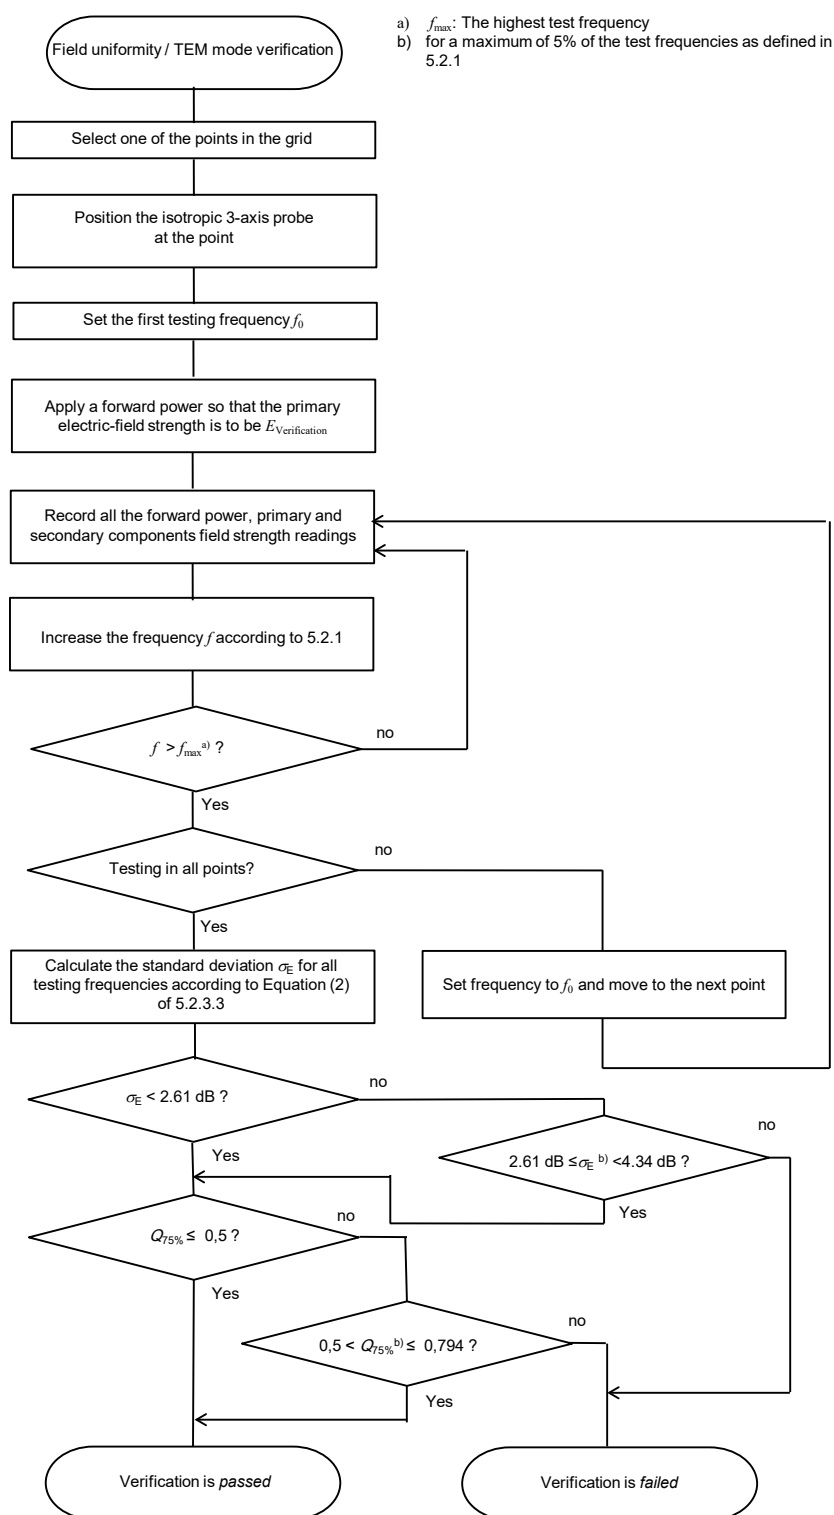 Field uniformity / TEM mode verification
a) fmax: The highest test frequency
b) for a maximum of 5% of the test frequencies as defined in
5.2.1
Select one of the points in the grid
Position the isotropic 3-axis probe
at the point
Set the first testing frequency f0
Apply a forward power so that the primary
electric-field strength is to be EVerification
Record all the forward power, primary and
secondary components field strength readings
Increase the frequency f according to 5.2.1
no
f > fmax a) ?
Yes
no
Testing in all points?
Yes
Calculate the standard deviation σE for all
testing frequencies according to Equation (2)
of 5.2.3.3
Set frequency to f0 and move to the next point
no
σE < 2.61 dB ?
no
Yes
2.61 dB ≤σE b) <4.34 dB ?
Yes
no
Q75% ≤ 0,5 ?
Yes
no
0,5 < Q75% b) ≤ 0,794 ?
Yes
Verification is passed
Verification is failed